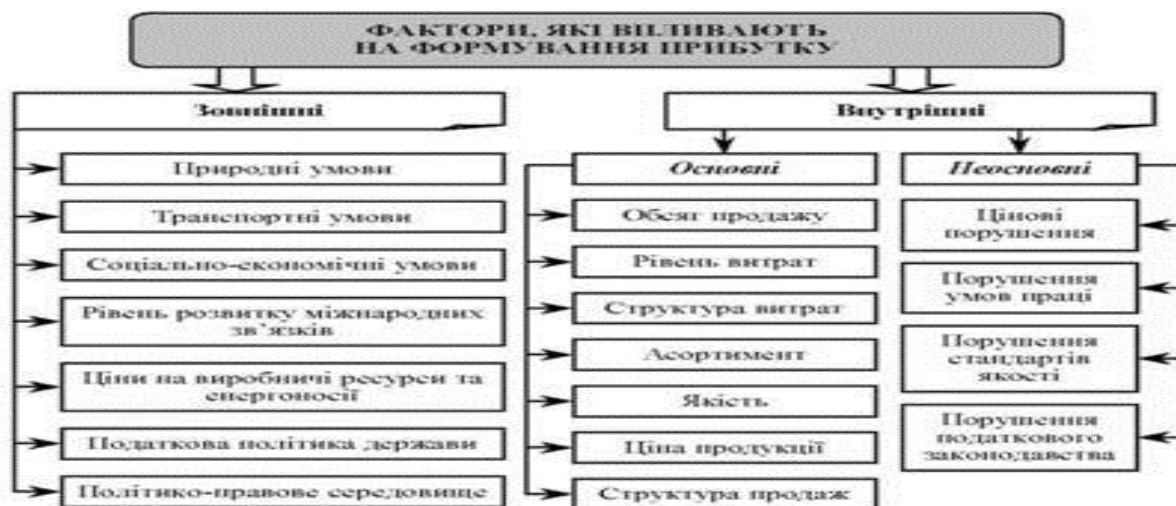 ФАКТОРИ, ЯКІ ВПЛИВАЮТЬ
НА ФОРМУВАННЯ ПРИБУТКУ
Зовнішні
Природні умови
Транспортні умови
Соціально-економічні умови
Рівень розвитку міжнародних
зв’язків
Ціни на виробничі ресурси та
енергоносії
Податкова політика держави
Політико-правове середовище
Внутрішні
Основні
Обсяг продажу
Рівень витрат
Структура витрат
Асортимент
Якість
Ціна продукції
Структура продаж
Неосновні
Цінові
порушення
Порушення
умов праці
Порушення
стандартів
якості
Порушення
податкового
законодавства